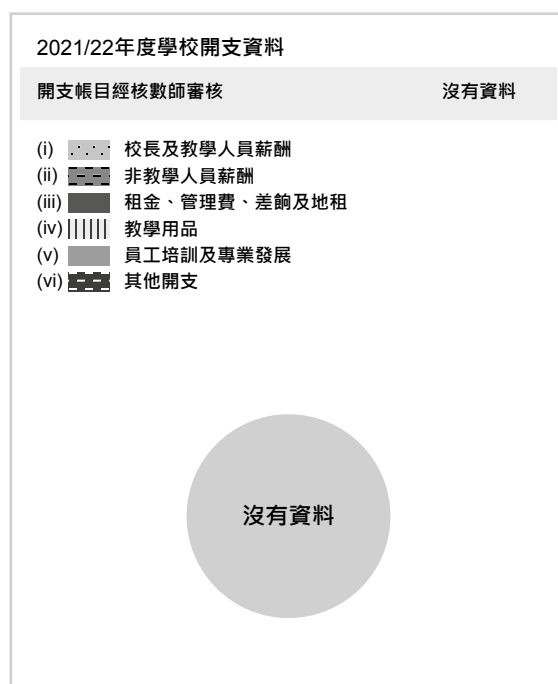 2021/22年度學校開支資料
開支帳目經核數師審核 沒有資料
(i) 校長及教學人員薪酬
(ii) 非教學人員薪酬
(iii) 租金、管理費、差餉及地租
(iv) 教學用品
(v) 員工培訓及專業發展
(vi) 其他開支
沒有資料